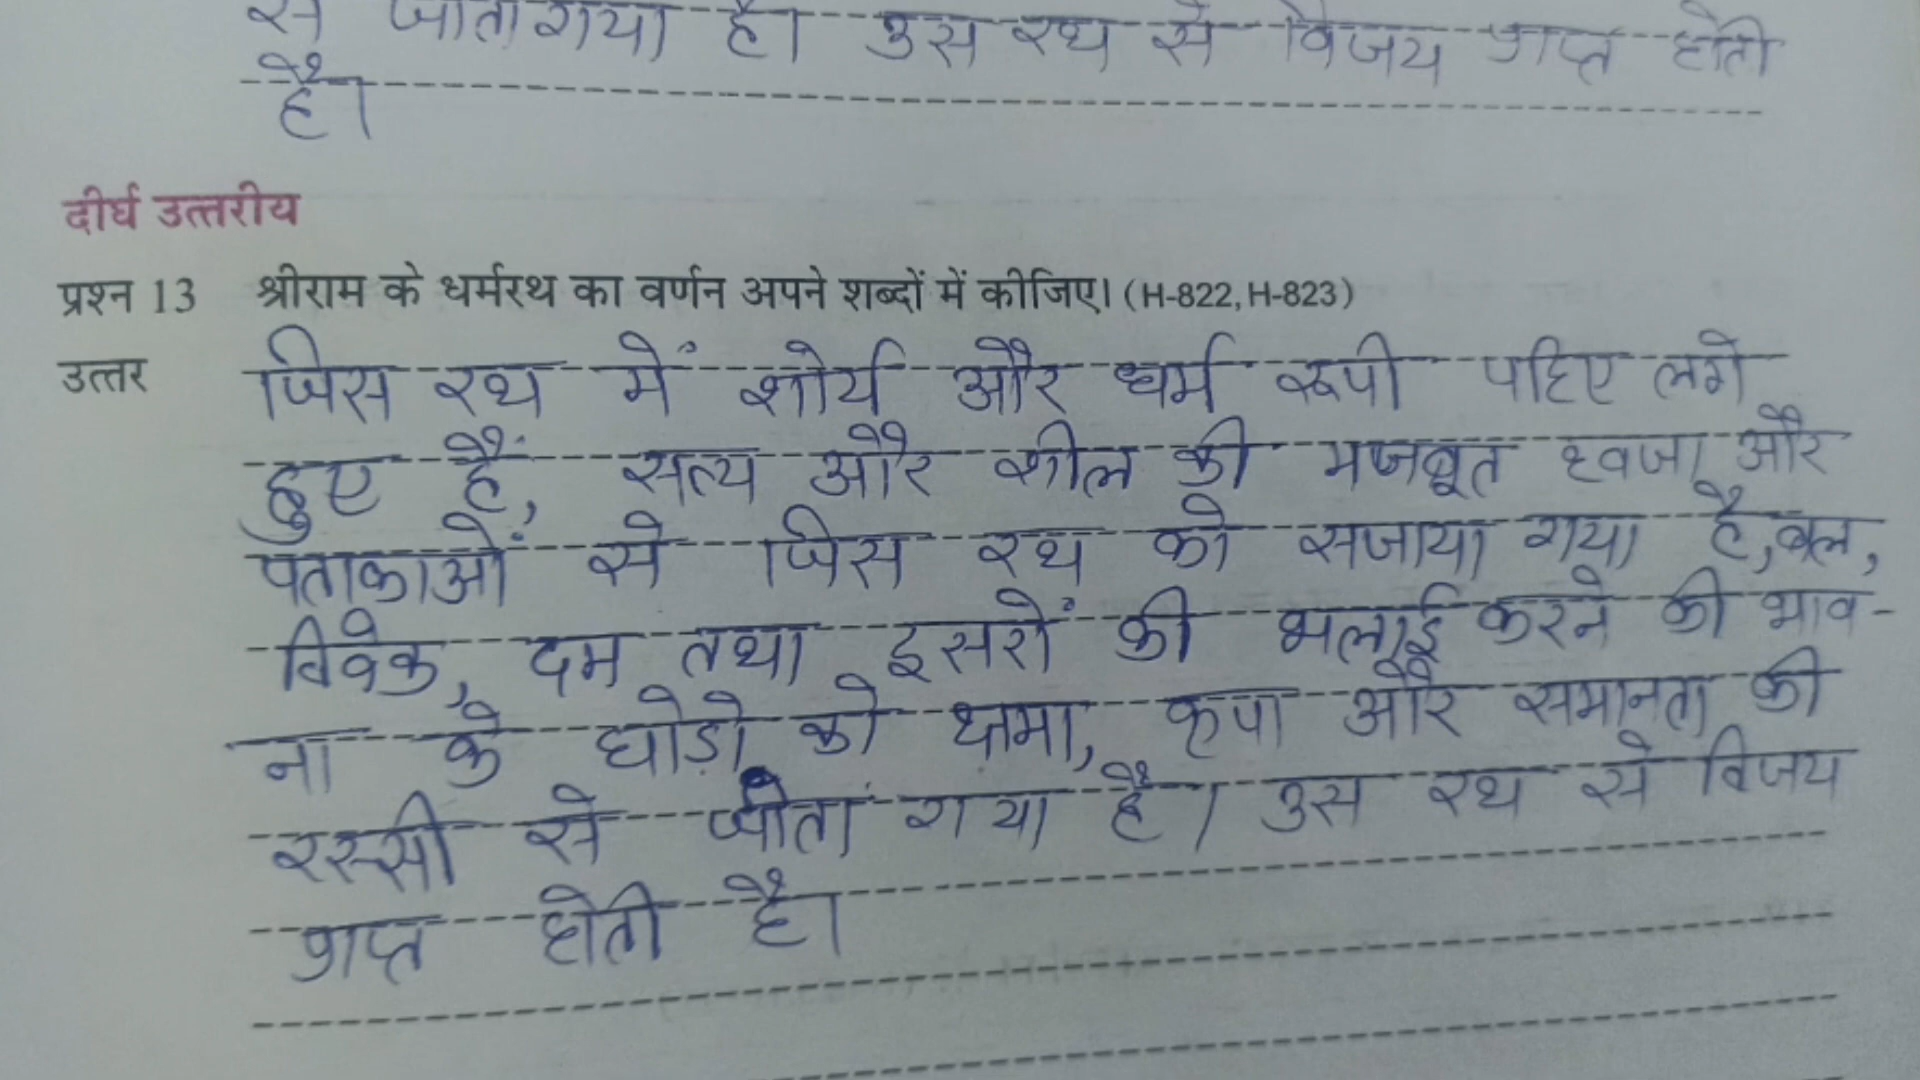 से जोता गया है। उस रथ से विजय प्राप्त होती
है।
दीर्घ उत्तरीय
प्रश्न 13 श्रीराम के धर्मरथ का वर्णन अपने शब्दों में कीजिए। (H-822, H-823)
उत्तर जिस रथ में शौर्य और धर्म रूपी पहिए लगे
हुए हैं, सत्य और शील की मजबूत ध्वजा और
पताकाओं से जिस रथ को सजाया गया है, बल,
विवेक, दम तथा दूसरों की भलाई करने की भाव-
ना के घोड़ो को क्षमा, कृपा और समानता की
रस्सी से जोता गया है। उस रथ से विजय
प्राप्त होती है।